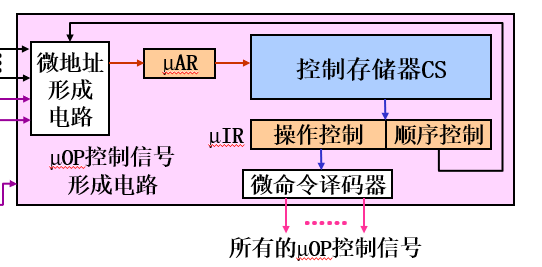 微地址
形成
电路
μAR
控制存储器CS
μIR
操作控制
顺序控制
μOP控制信号
形成电路
微命令译码器
所有的μOP控制信号